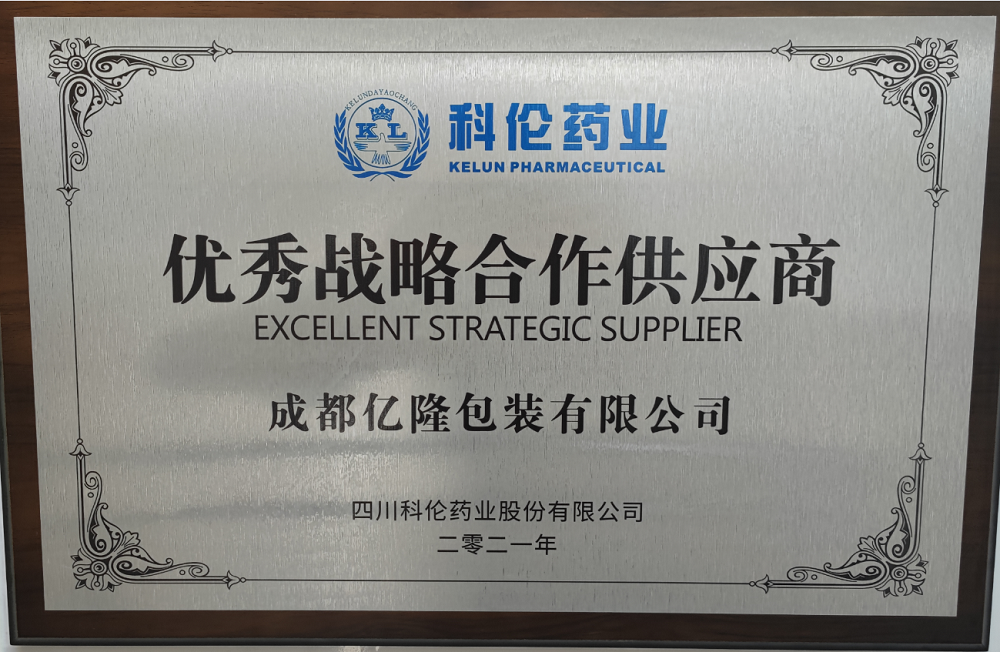 KELUNDAYAOCHANG
KL
科伦药业
KELUN PHARMACEUTICAL
优秀战略合作供应商
EXCELLENT STRATEGIC SUPPLIER
成都亿隆包装有限公司
四川科伦药业股份有限公司
二零二一年